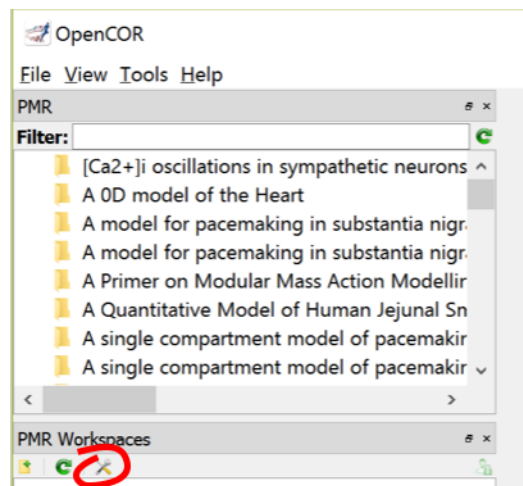 OpenCOR
File View Tools Help
PMR
Filter:
[Ca2+]i oscillations in sympathetic neurons
A 0D model of the Heart
A model for pacemaking in substantia nigr
A model for pacemaking in substantia nigr
A Primer on Modular Mass Action Modellir
A Quantitative Model of Human Jejunal Sn
A single compartment model of pacemakir
A single compartment model of pacemakir
PMR Workspaces